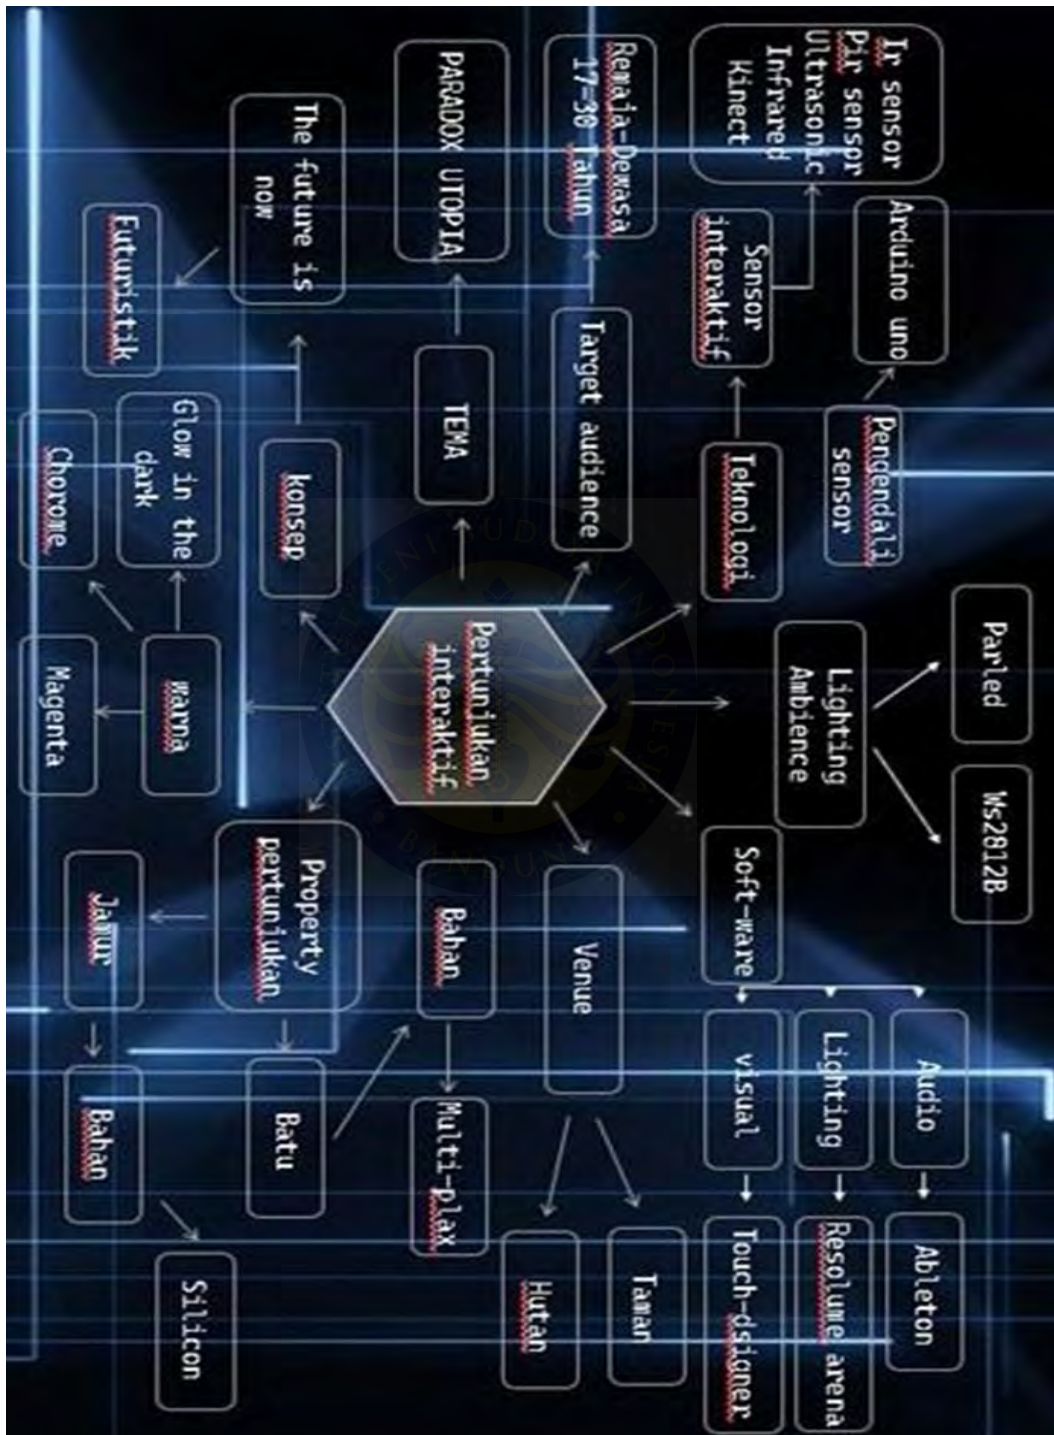 Parled
Ws2812B
Ir sensor
Pir sensor
Ultrasonic
Infrared
Kinect
Arduino uno
Pengendali
sensor
Audio
Ableton
Lighting
Ambience
Lighting
Resolume arena
Sensor
interaktif
Teknologi
Soft-ware
visual
Touch-dsigner
Remaja-Dewasa
17-30 Tahun
Target audience
Venue
Taman
Hutan
PARADOX UTOPIA
TEMA
Pertunjukan
interaktif
Bahan
Multi-plax
The future is
now
konsep
Property
pertunjukan
Batu
Futuristik
Glow in the
dark
warna
Jamur
Bahan
Silicon
Chorome
Magenta
INDONESIA
BANDUNG